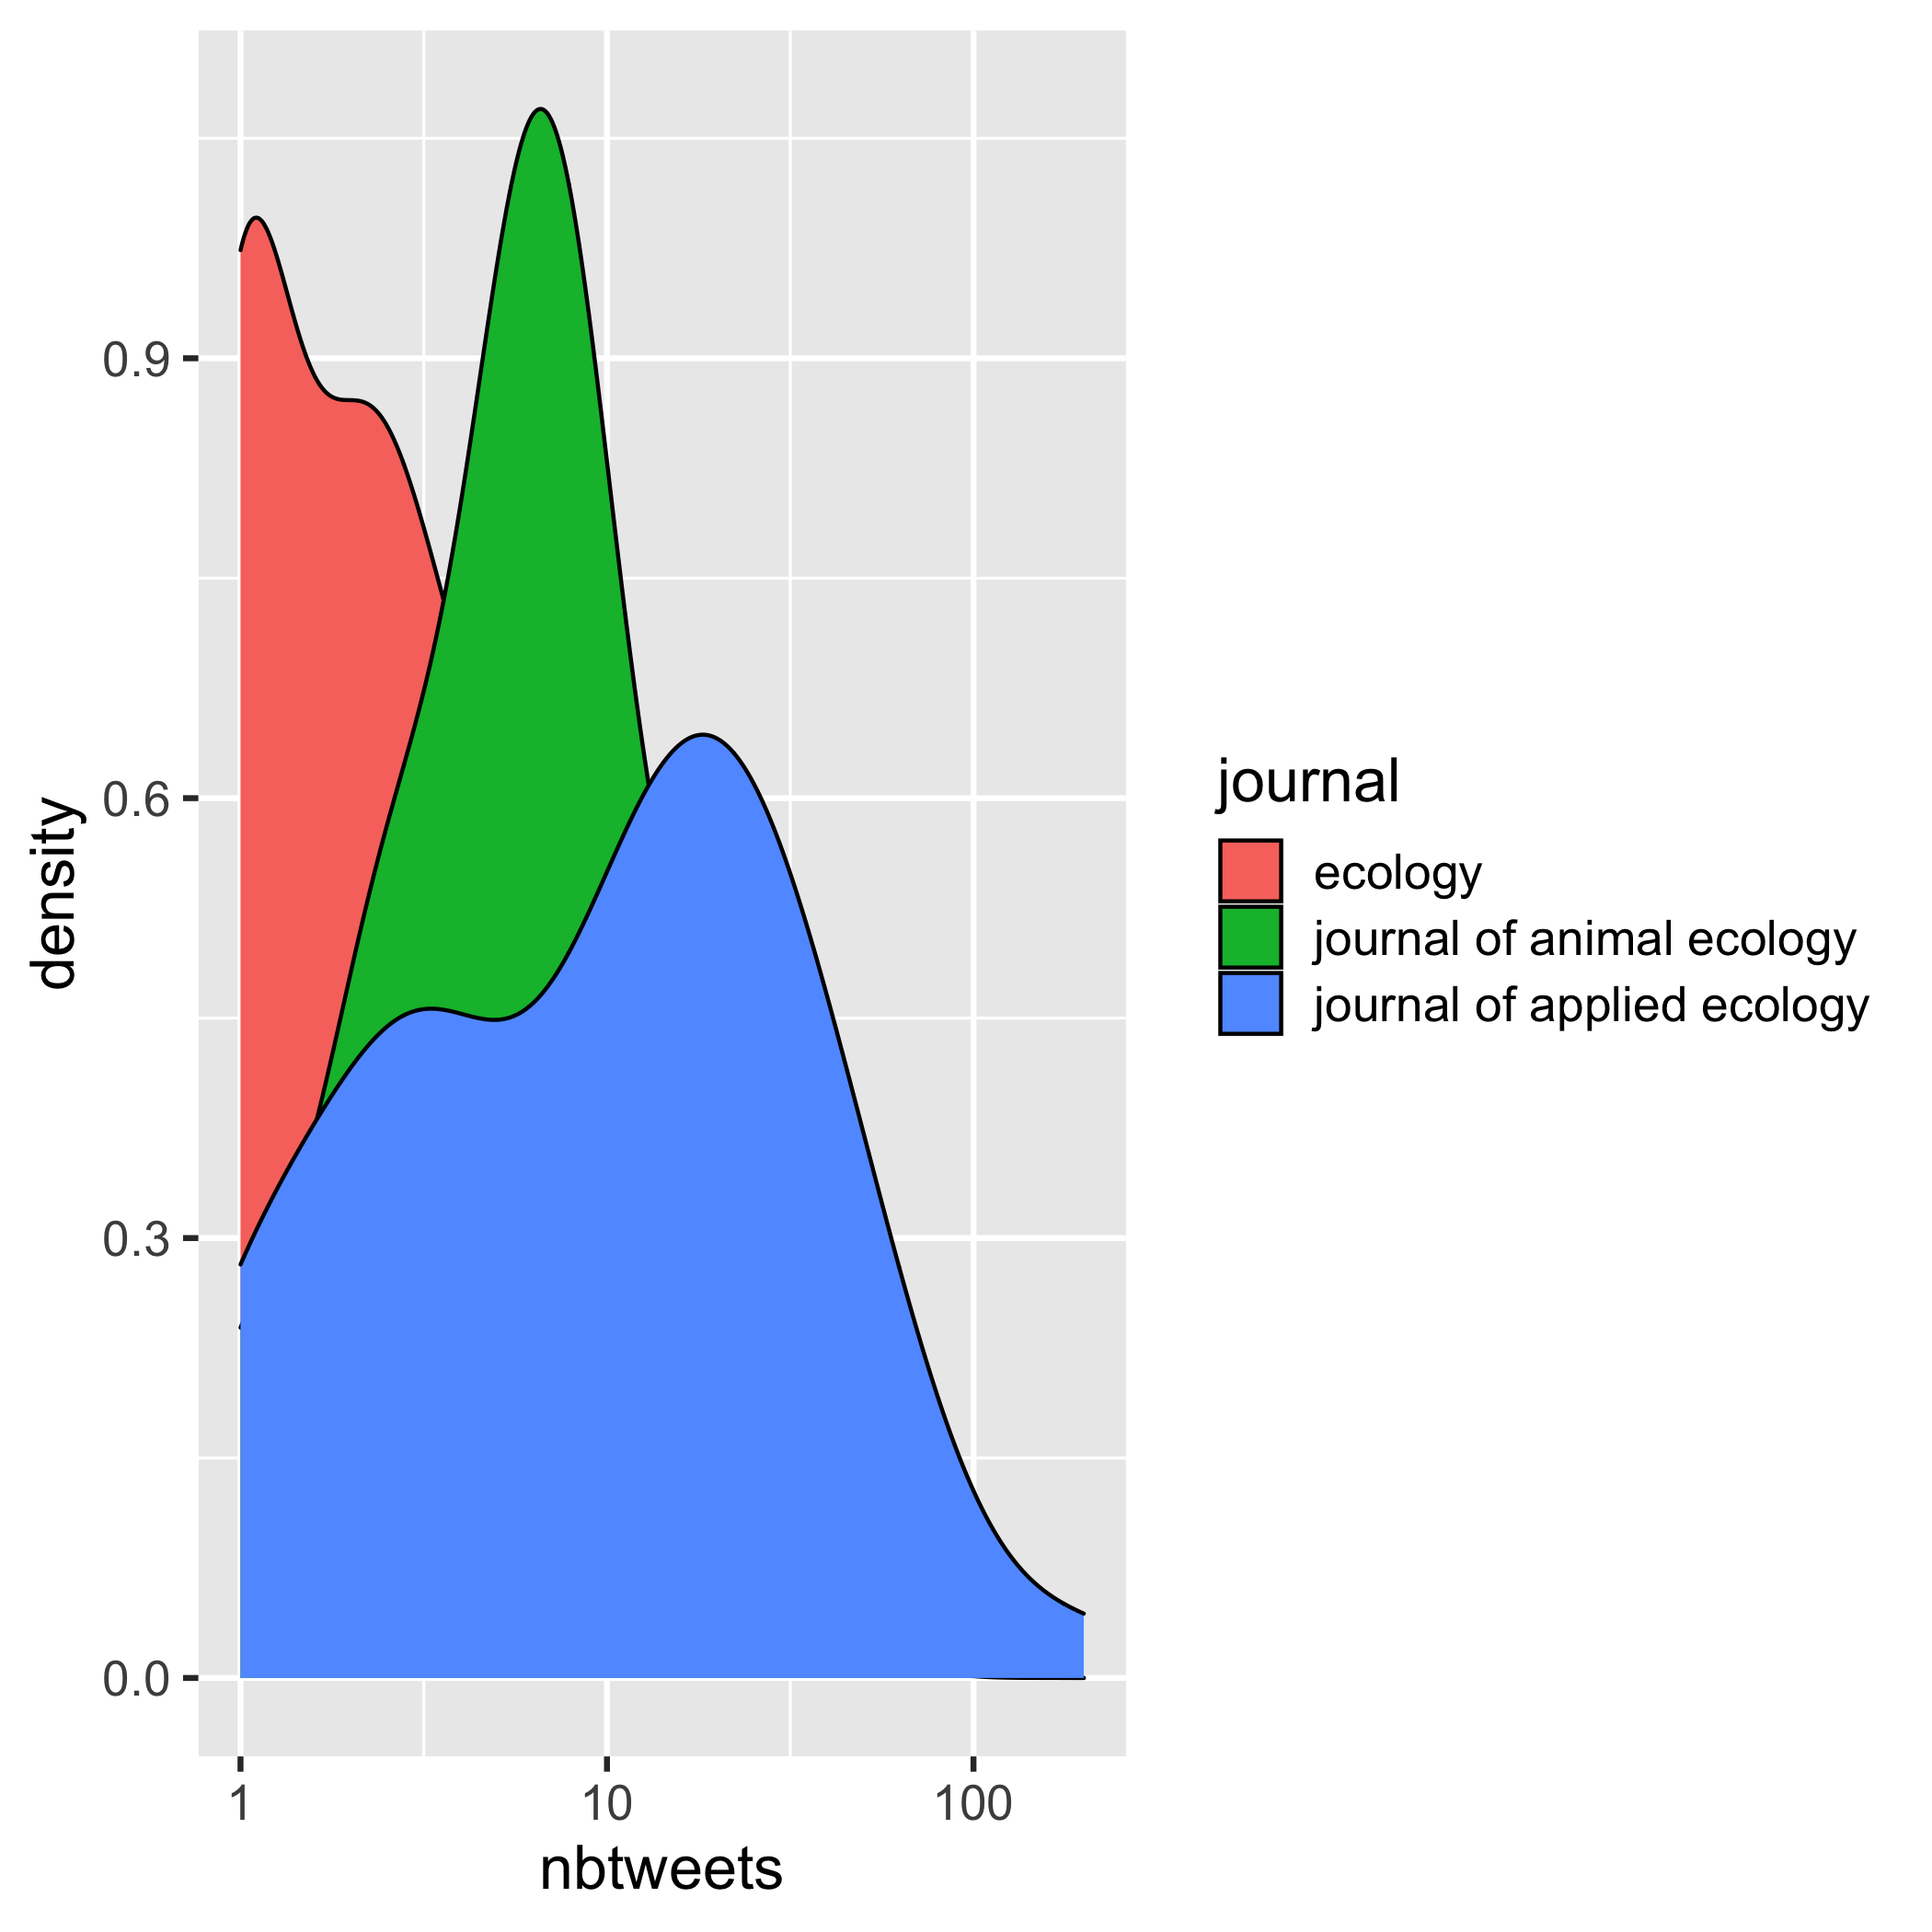 0.9
0.6
0.3
0.0
density
1 10 100
nbtweets
journal
ecology
journal of animal ecology
journal of applied ecology